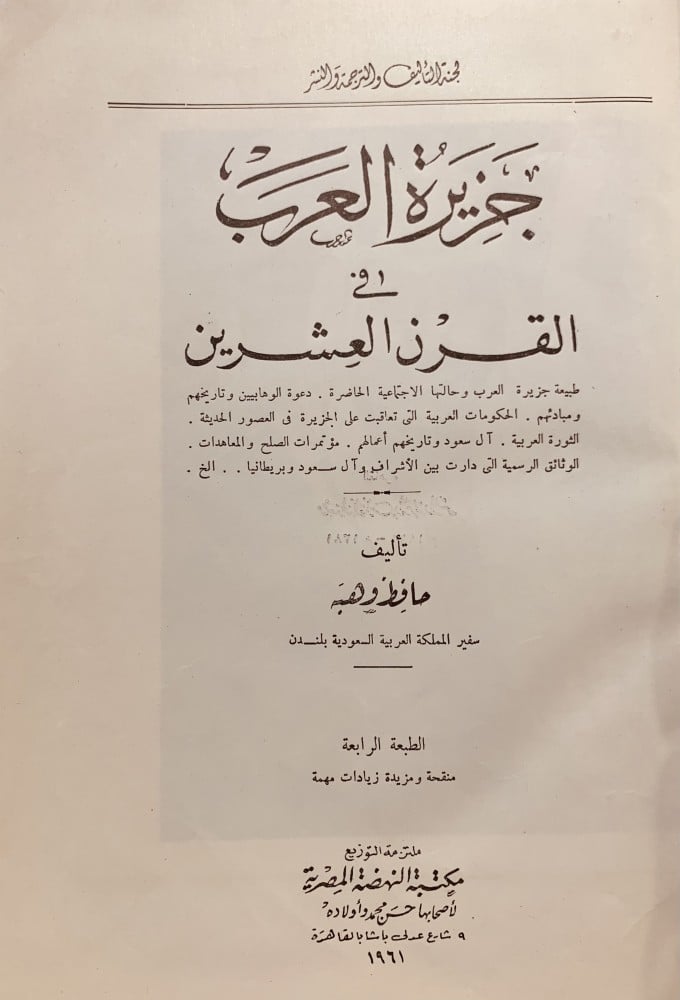 لجنة التأليف والترجمة والنشر
جزيرة العرب
فى
القرن العشرين
طبيعة جزيرة العرب وحالتها الاجتماعية الحاضرة . دعوة الوهابيين وتاريخهم
ومبادئهم . الحكومات العربية التى تعاقبت على الجزيرة فى العصور الحديثة .
الثورة العربية . آل سعود وتاريخهم أعمالهم . مؤتمرات الصلح والمعاهدات .
الوثائق الرسمية التى دارت بين الأشراف وآل سعود وبريطانيا . . الخ .
تأليف
حافظ وهبة
سفير المملكة العربية السعودية بلندن
الطبعة الرابعة
منقحة ومزيدة زيادات مهمة
ملتزمة التوزيع
مكتبة النهضة المصرية
لأصحابها حسن محمد وأولاده
٩ شارع عدلى باشا بالقاهرة
١٩٦١